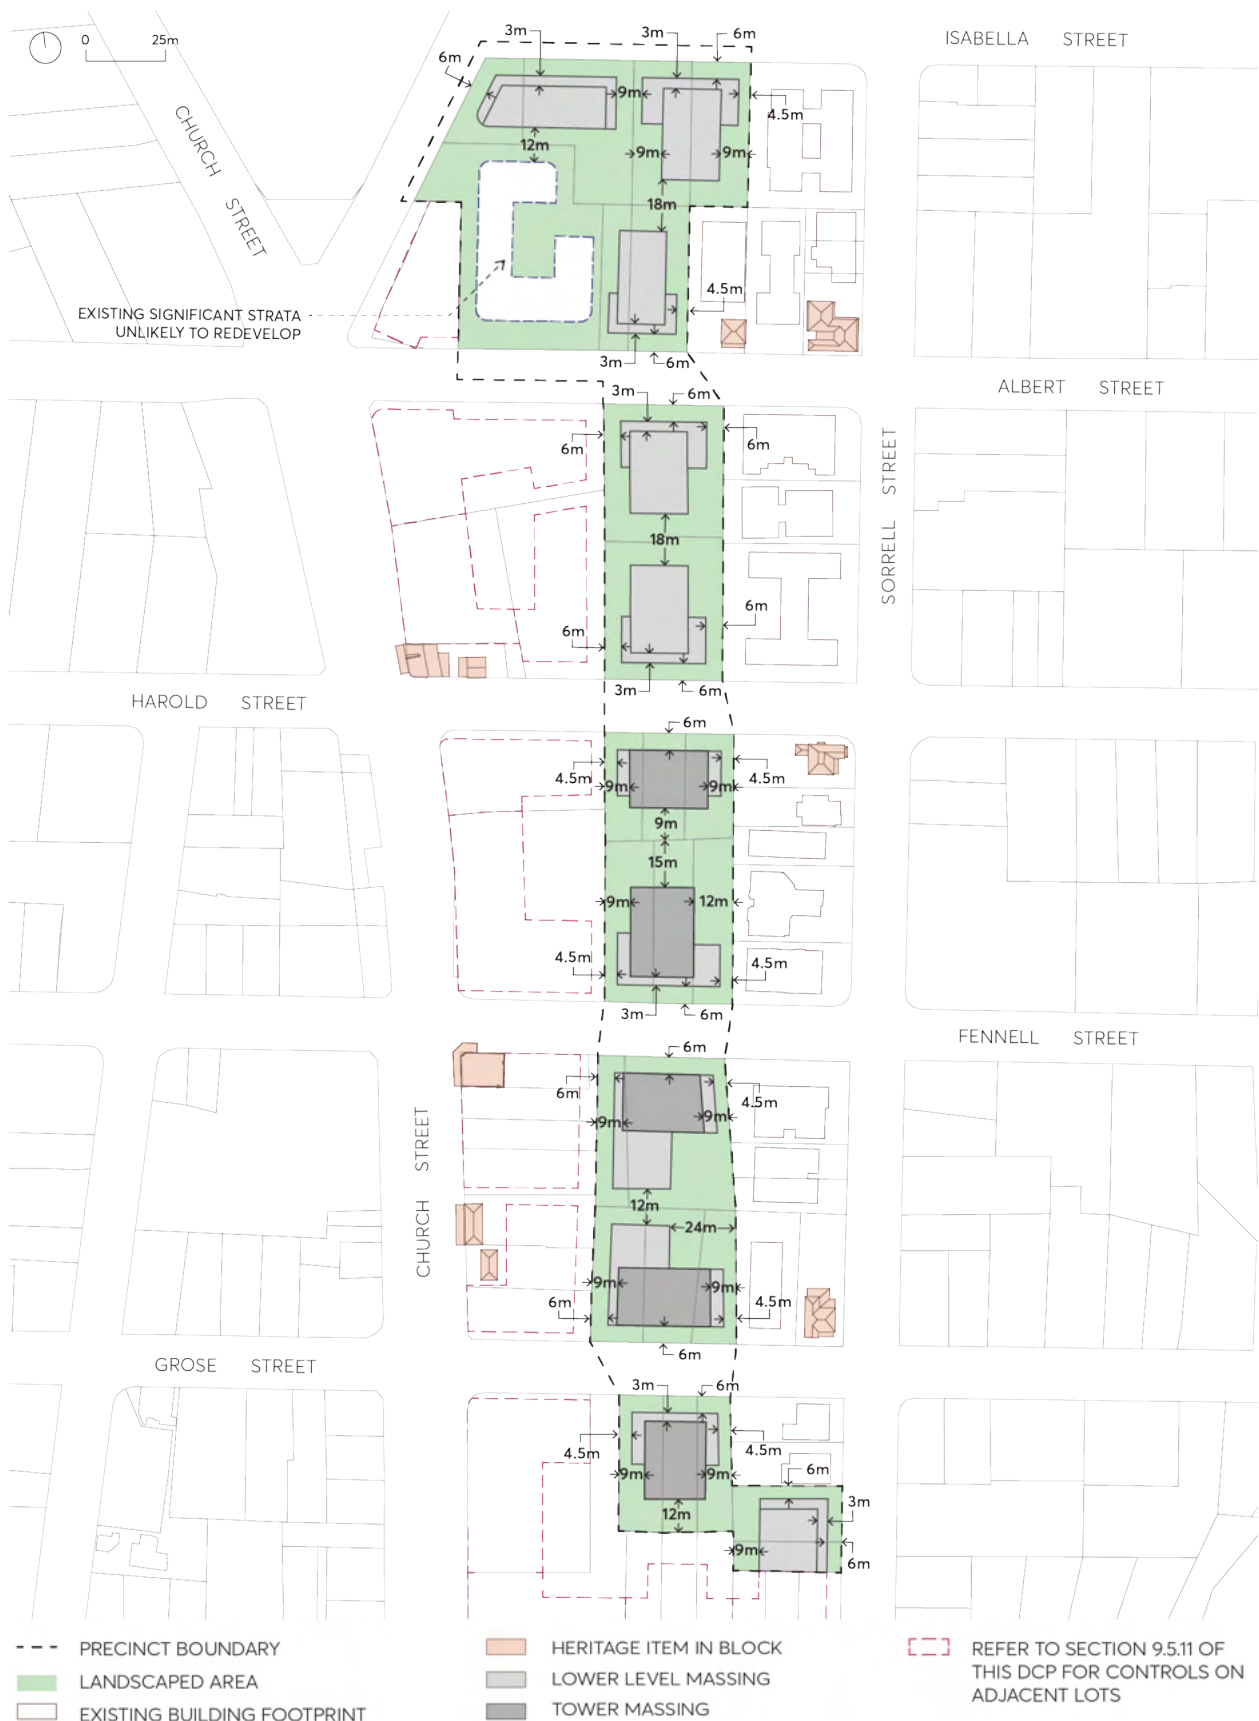 ISABELLA STREET
0 25m
3m
3m
6m
6m
9m
4.5m
CHURCH STREET
12m
9m
9m
18m
4.5m
EXISTING SIGNIFICANT STRATA
UNLIKELY TO REDEVELOP
3m
6m
ALBERT STREET
3m
6m
6m
6m
SORRELL STREET
18m
6m
6m
3m
6m
HAROLD STREET
6m
4.5m
9m
9m
4.5m
9m
15m
9m
12m
4.5m
4.5m
3m
6m
FENNELL STREET
6m
6m
4.5m
9m
9m
CHURCH STREET
12m
24m
9m
9m
6m
4.5m
6m
GROSE STREET
3m
6m
4.5m
4.5m
9m
9m
6m
12m
3m
9m
6m
PRECINCT BOUNDARY
LANDSCAPED AREA
EXISTING BUILDING FOOTPRINT
HERITAGE ITEM IN BLOCK
LOWER LEVEL MASSING
TOWER MASSING
REFER TO SECTION 9.5.11 OF
THIS DCP FOR CONTROLS ON
ADJACENT LOTS